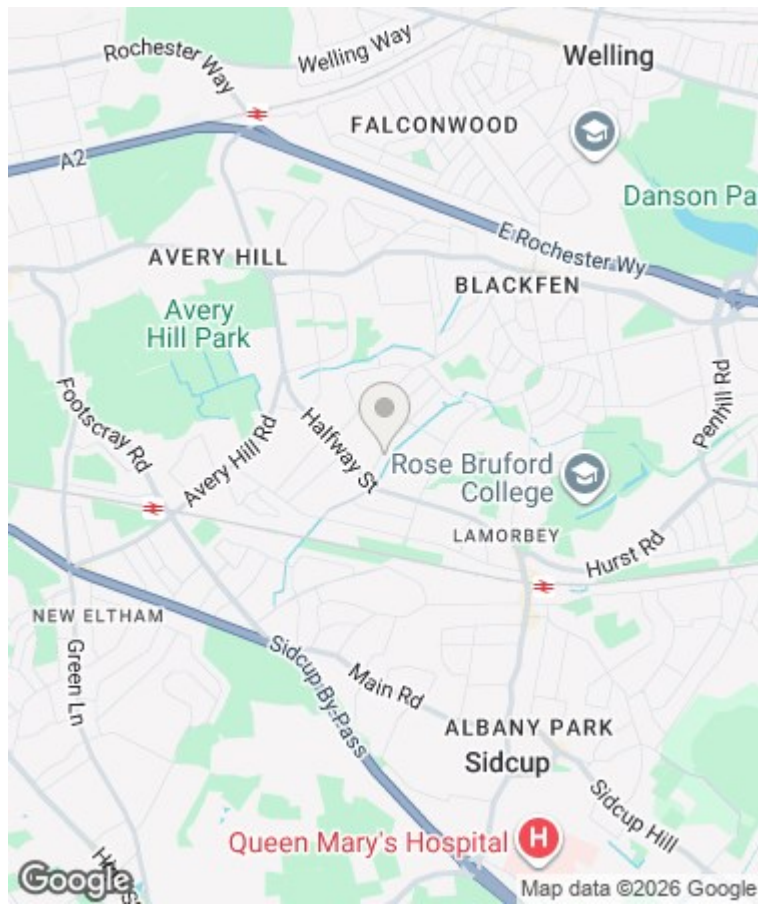 Rochester Way
Welling Way
Welling
FALCONWOOD
A2
Danson Pa
E Rochester Wy
AVERY HILL
BLACKFEN
Avery
Hill Park
Penhill Rd
Footscray Rd
Avery Hill Rd
Halfway St
Rose Bruford
College
LAMORBEY
Hurst Rd
NEW ELTHAM
Green Ln
Sidcup By-Pass
Main Rd
ALBANY PARK
Sidcup
Sidcup Hill
Queen Mary's Hospital
H
Google
Map data ©2026 Google